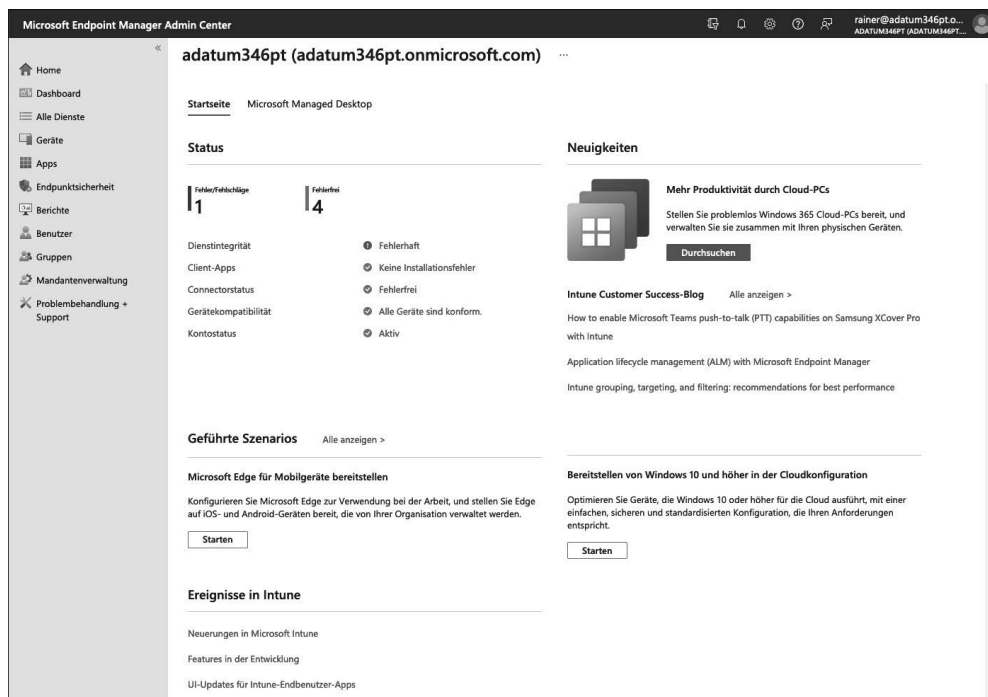 Microsoft Endpoint Manager Admin Center
rainer@adatum346pt.o...
ADATUM346PT (ADATUM346PT....
«
Home
Dashboard
Alle Dienste
Geräte
Apps
Endpunktsicherheit
Berichte
Benutzer
Gruppen
Mandantenverwaltung
Problembehandlung +
Support
adatum346pt (adatum346pt.onmicrosoft.com) ...
Startseite Microsoft Managed Desktop
Status
Fehler/Fehlschläge
1
Fehlerfrei
4
Dienstintegrität Fehlerhaft
Client-Apps Keine Installationsfehler
Connectorstatus Fehlerfrei
Gerätekompatibilität Alle Geräte sind konform.
Kontostatus Aktiv
Neuigkeiten
Mehr Produktivität durch Cloud-PCs
Stellen Sie problemlos Windows 365 Cloud-PCs bereit, und
verwalten Sie sie zusammen mit Ihren physischen Geräten.
Durchsuchen
Intune Customer Success-Blog Alle anzeigen >
How to enable Microsoft Teams push-to-talk (PTT) capabilities on Samsung XCover Pro
with Intune
Application lifecycle management (ALM) with Microsoft Endpoint Manager
Intune grouping, targeting, and filtering: recommendations for best performance
Geführte Szenarios Alle anzeigen >
Microsoft Edge für Mobilgeräte bereitstellen
Konfigurieren Sie Microsoft Edge zur Verwendung bei der Arbeit, und stellen Sie Edge
auf iOS- und Android-Geräten bereit, die von Ihrer Organisation verwaltet werden.
Starten
Bereitstellen von Windows 10 und höher in der Cloudkonfiguration
Optimieren Sie Geräte, die Windows 10 oder höher für die Cloud ausführt, mit einer
einfachen, sicheren und standardisierten Konfiguration, die Ihren Anforderungen
entspricht.
Starten
Ereignisse in Intune
Neuerungen in Microsoft Intune
Features in der Entwicklung
UI-Updates für Intune-Endbenutzer-Apps